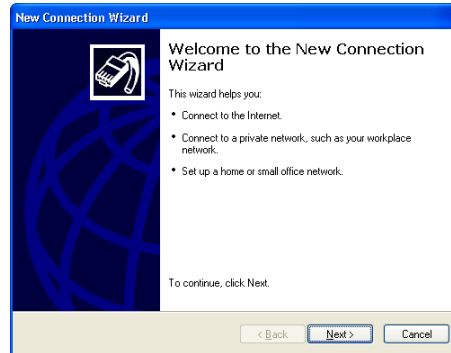 New Connection Wizard
Welcome to the New Connection
Wizard
This wizard helps you:
• Connect to the Internet.
• Connect to a private network, such as your workplace
network.
• Set up a home or small office network.
To continue, click Next.
< Back Next > Cancel